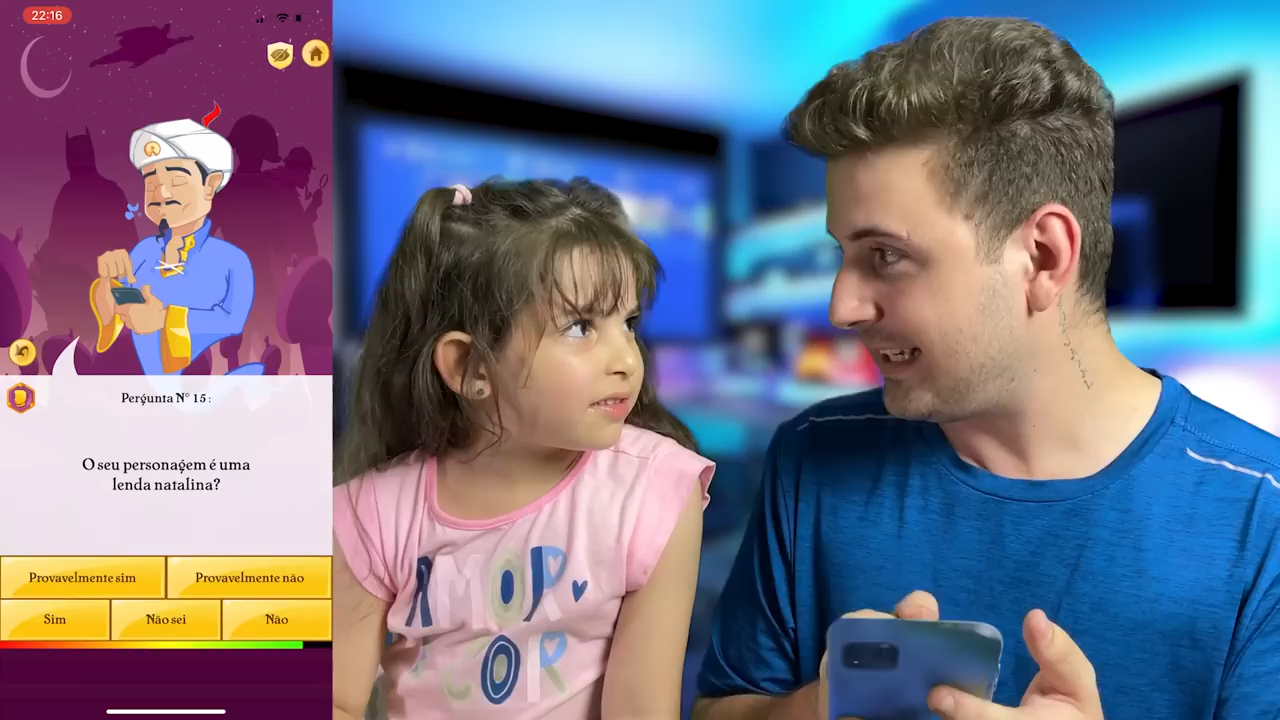 22:16
Pergunta N° 15 :
O seu personagem é uma
lenda natalina?
Provavelmente sim
Provavelmente não
Sim
Não sei
Não
AMOR
COR